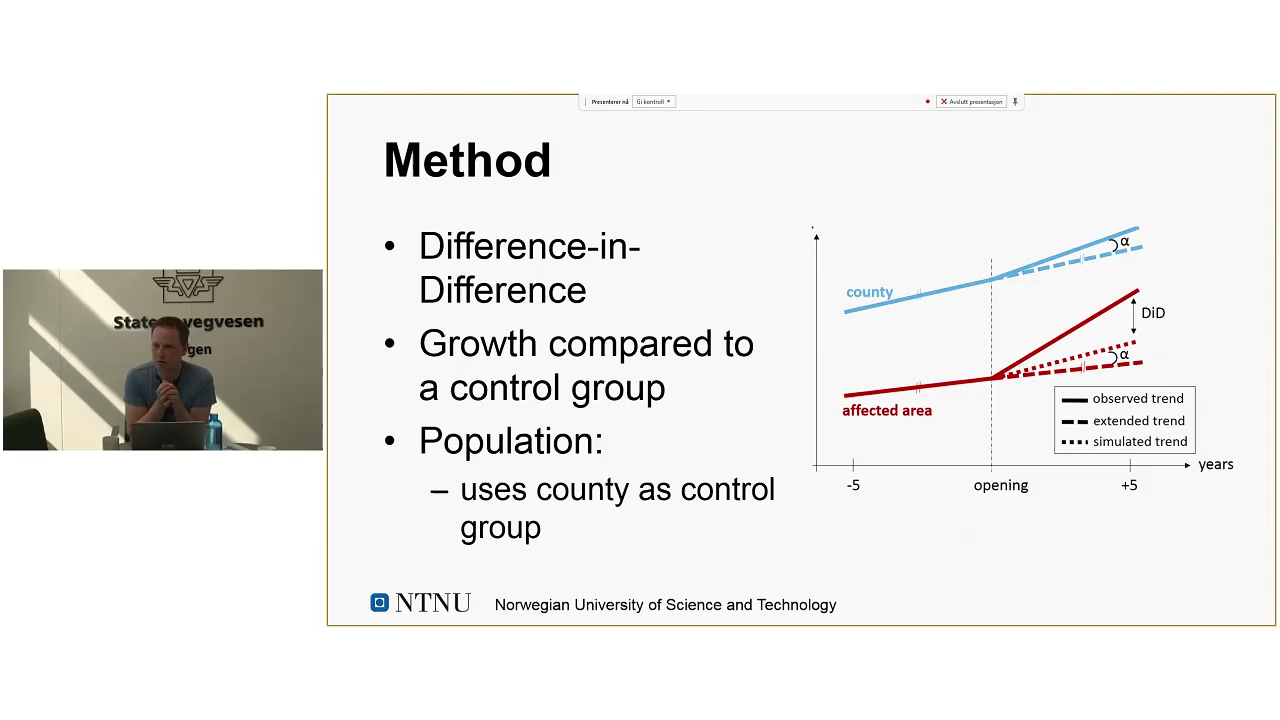 Presenterer nå
Gi kontroll
Avslutt presentasjon
Method
• Difference-in-
Difference
• Growth compared to
a control group
• Population:
– uses county as control
group
county
α
DiD
α
affected area
observed trend
extended trend
simulated trend
years
-5
opening
+5
NTNU
Norwegian University of Science and Technology